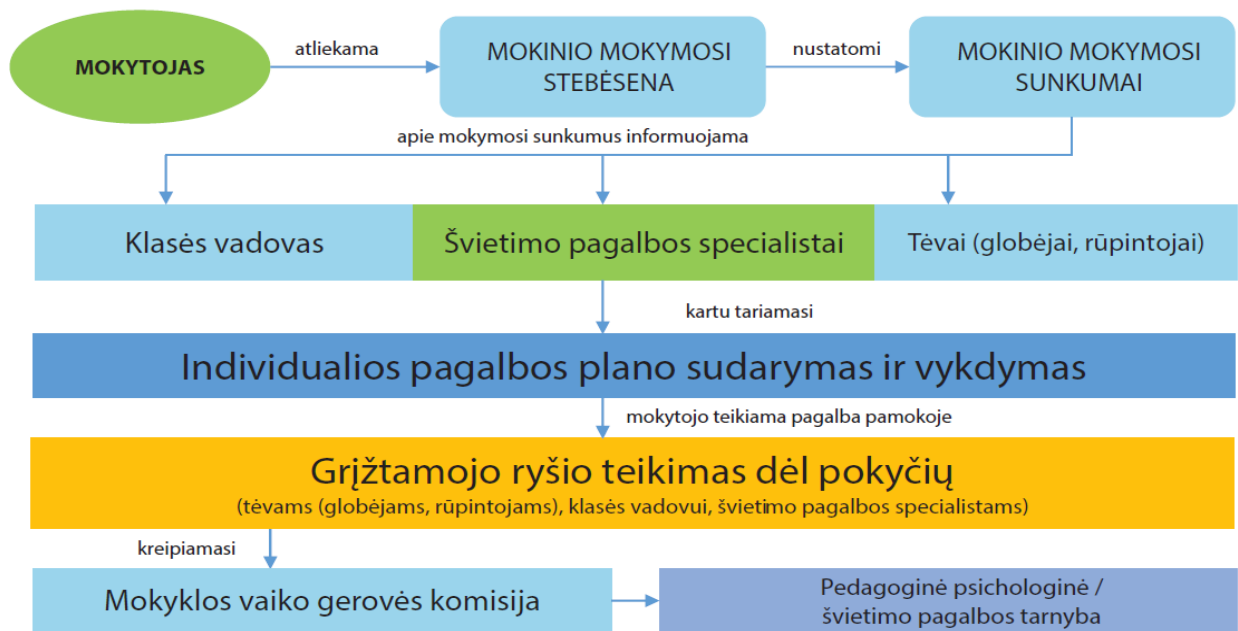 MOKYTOJAS
atliekama
MOKINIO MOKYMOSI
STEBĖSENA
nustatomi
MOKINIO MOKYMOSI
SUNKUMAI
apie mokymosi sunkumus informuojama
Klasės vadovas
Švietimo pagalbos specialistai
Tėvai (globėjai, rūpintojai)
kartu tariamasi
Individualios pagalbos plano sudarymas ir vykdymas
mokytojo teikiama pagalba pamokoje
Grįžtamojo ryšio teikimas dėl pokyčių
(tėvams (globėjams, rūpintojams), klasės vadovui, švietimo pagalbos specialistams)
kreipiamasi
Mokyklos vaiko gerovės komisija
Pedagoginė psichologinė /
švietimo pagalbos tarnyba